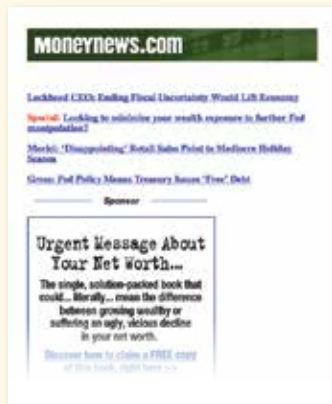 moneynews.com
Lockheed CEO: Ending Fiscal Uncertainty Would Lift Economy
Special: Looking to minimize your wealth exposure to further Fed
manipulation?
Morici: 'Disappointing' Retail Sales Point to Mediocre Holiday
Season
Gross: Fed Policy Means Treasury Issues 'Free' Debt
Sponsor
Urgent Message About
Your Net Worth...
The single, solution-packed book that
could... literally... mean the difference
between growing wealthy or
suffering an ugly, vicious decline
in your net worth.
Discover how to claim a FREE copy
of this book, right here >>